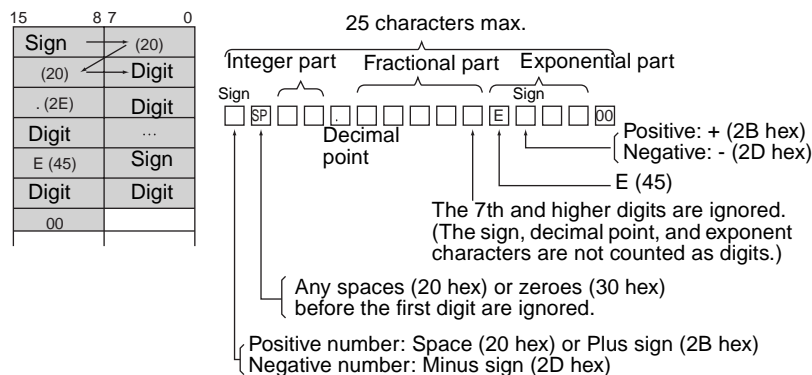 15 8 7 0
Sign (20)
(20) Digit
. (2E) Digit
Digit ...
E (45) Sign
Digit Digit
00
25 characters max.
Integer part Fractional part Exponential part
Sign Sign
SP . E 00
Decimal
point
Positive: + (2B hex)
Negative: - (2D hex)
E (45)
The 7th and higher digits are ignored.
(The sign, decimal point, and exponent
characters are not counted as digits.)
Any spaces (20 hex) or zeroes (30 hex)
before the first digit are ignored.
Positive number: Space (20 hex) or Plus sign (2B hex)
Negative number: Minus sign (2D hex)